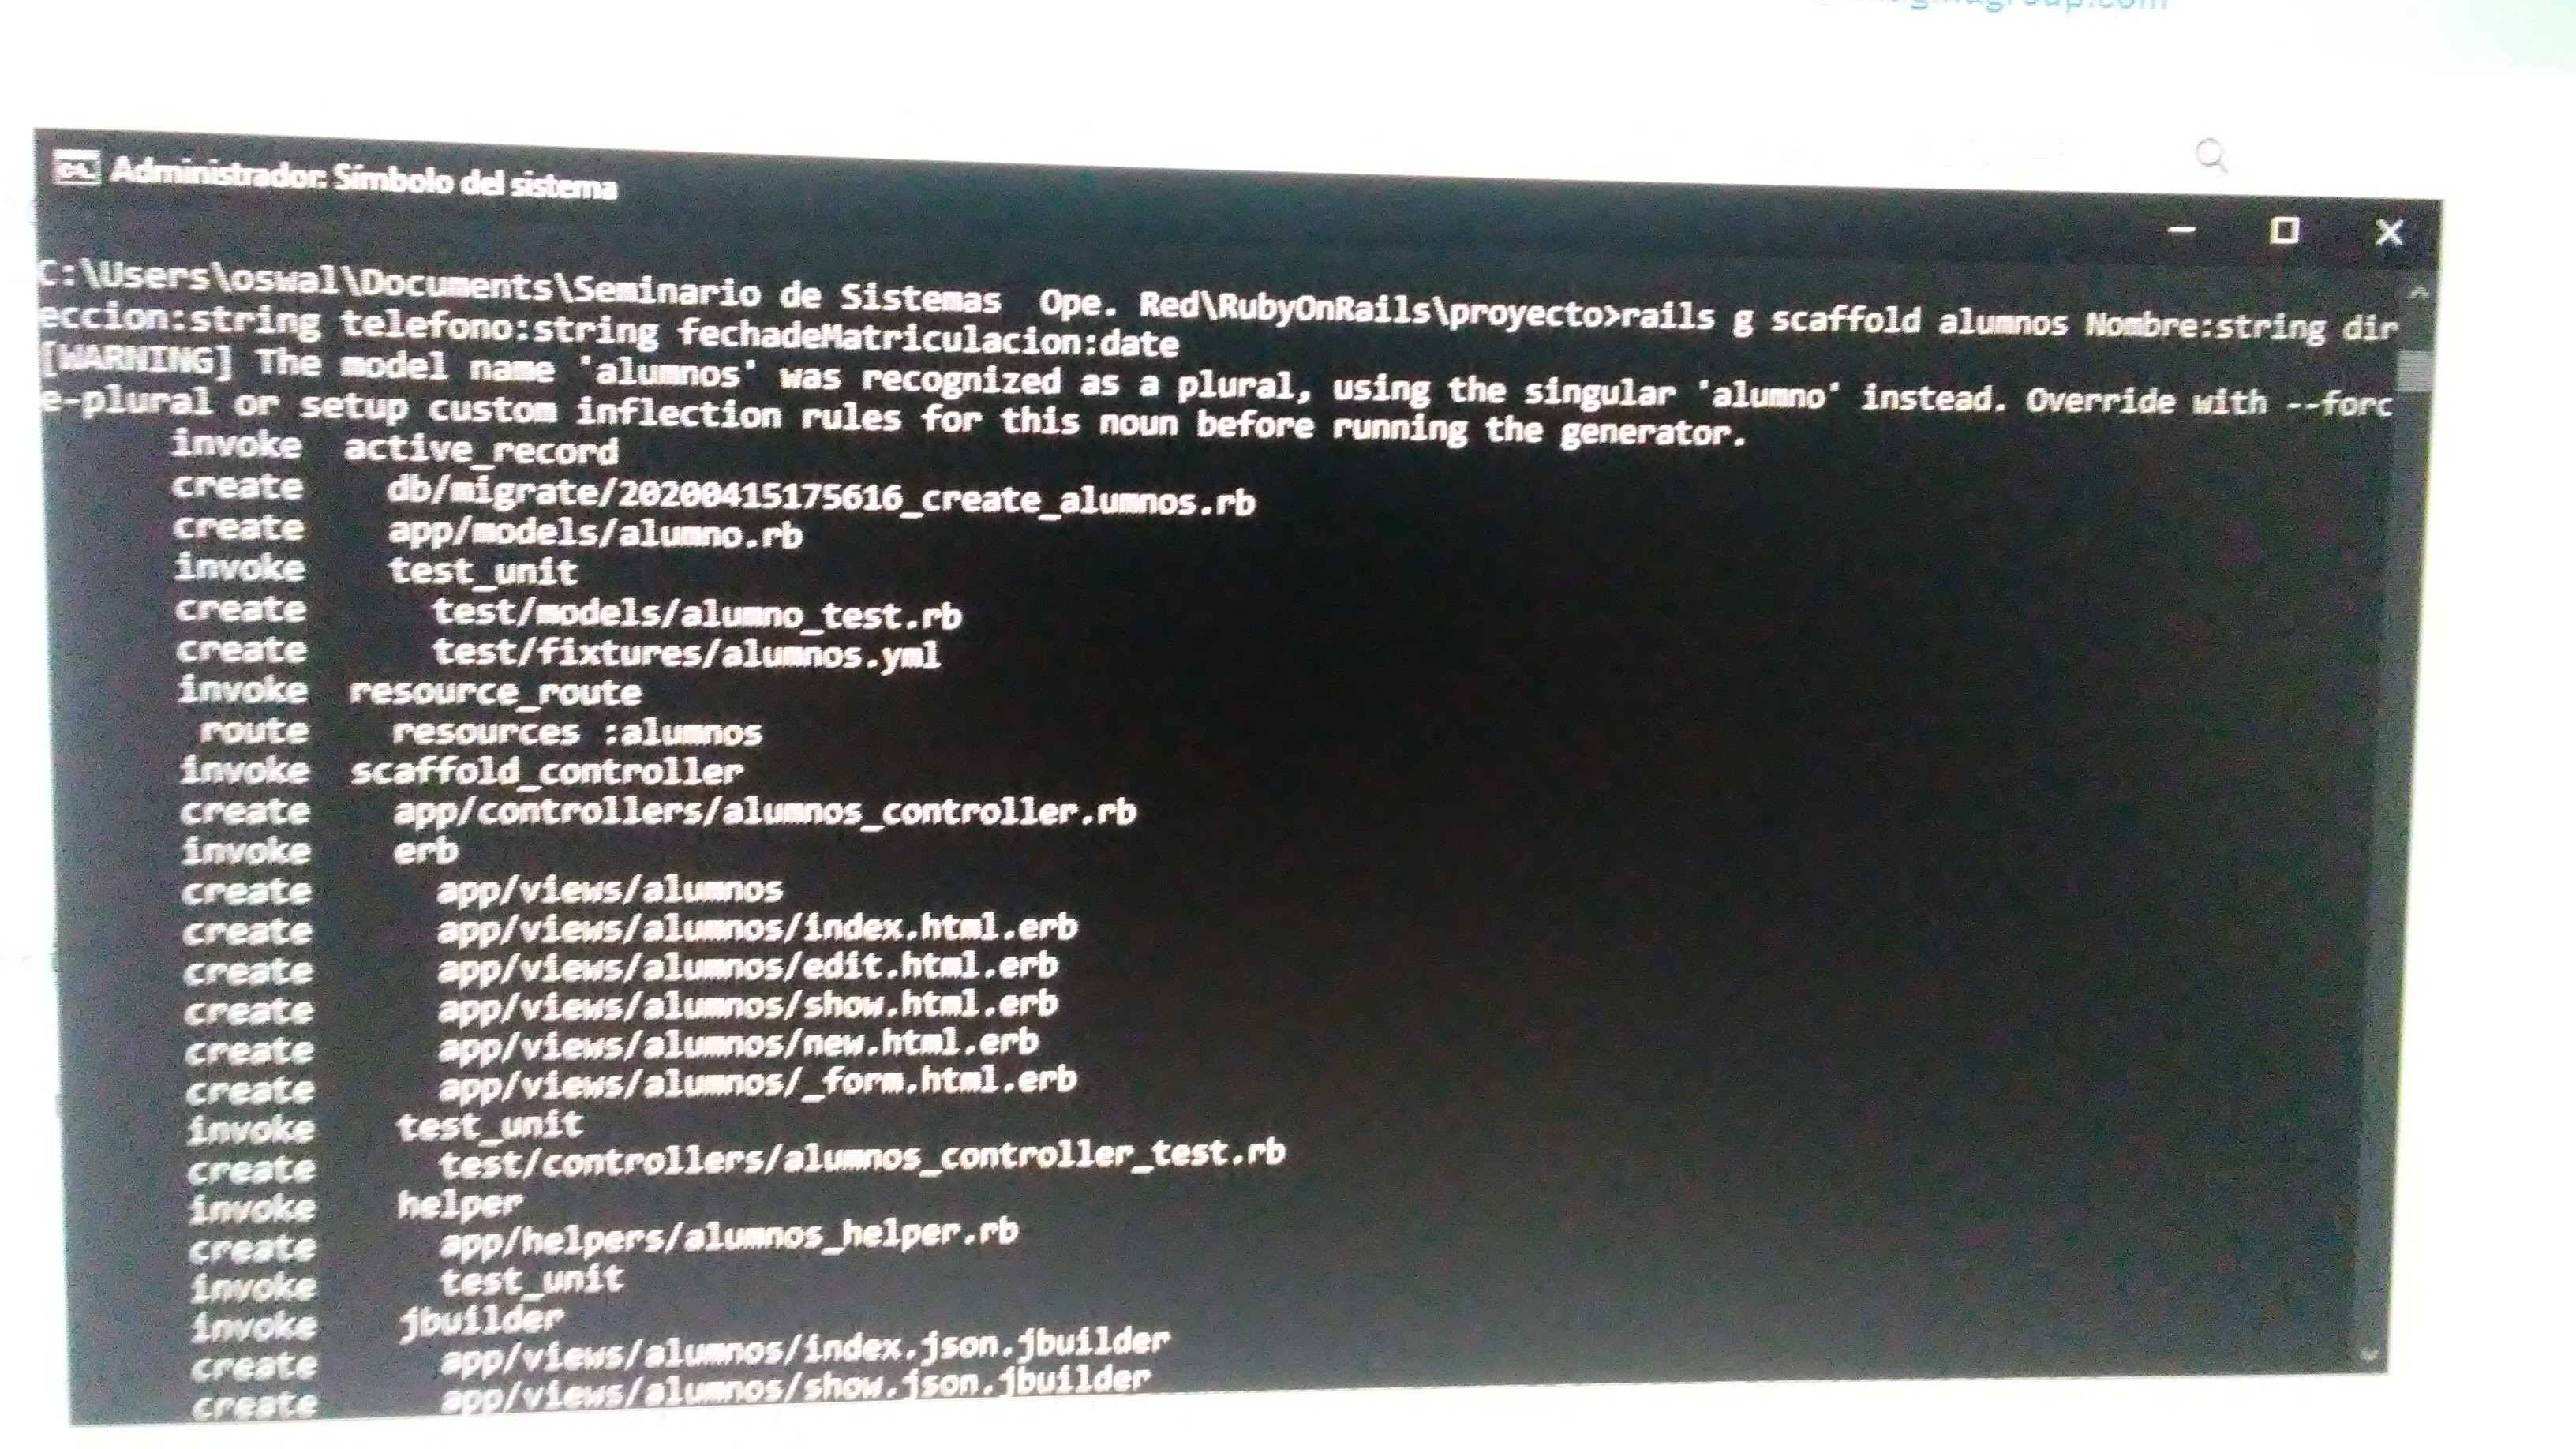 Administrador: Símbolo del sistema
C:\Users\oswal\Documents\Seminario de Sistemas  Ope. Red\RubyOnRails\proyecto>rails g scaffold alumnos Nombre:string dir
eccion:string telefono:string fechadeMatriculacion:date
[WARNING] The model name 'alumnos' was recognized as a plural, using the singular 'alumno' instead. Override with --forc
e-plural or setup custom inflection rules for this noun before running the generator.
invoke  active_record
create    db/migrate/20200415175616_create_alumnos.rb
create    app/models/alumno.rb
invoke    test_unit
create      test/models/alumno_test.rb
create      test/fixtures/alumnos.yml
invoke  resource_route
route    resources :alumnos
invoke  scaffold_controller
create    app/controllers/alumnos_controller.rb
invoke    erb
create      app/views/alumnos
create      app/views/alumnos/index.html.erb
create      app/views/alumnos/edit.html.erb
create      app/views/alumnos/show.html.erb
create      app/views/alumnos/new.html.erb
create      app/views/alumnos/_form.html.erb
invoke    test_unit
create      test/controllers/alumnos_controller_test.rb
invoke    helper
create      app/helpers/alumnos_helper.rb
invoke      test_unit
invoke    jbuilder
create      app/views/alumnos/index.json.jbuilder
create      app/views/alumnos/show.json.jbuilder